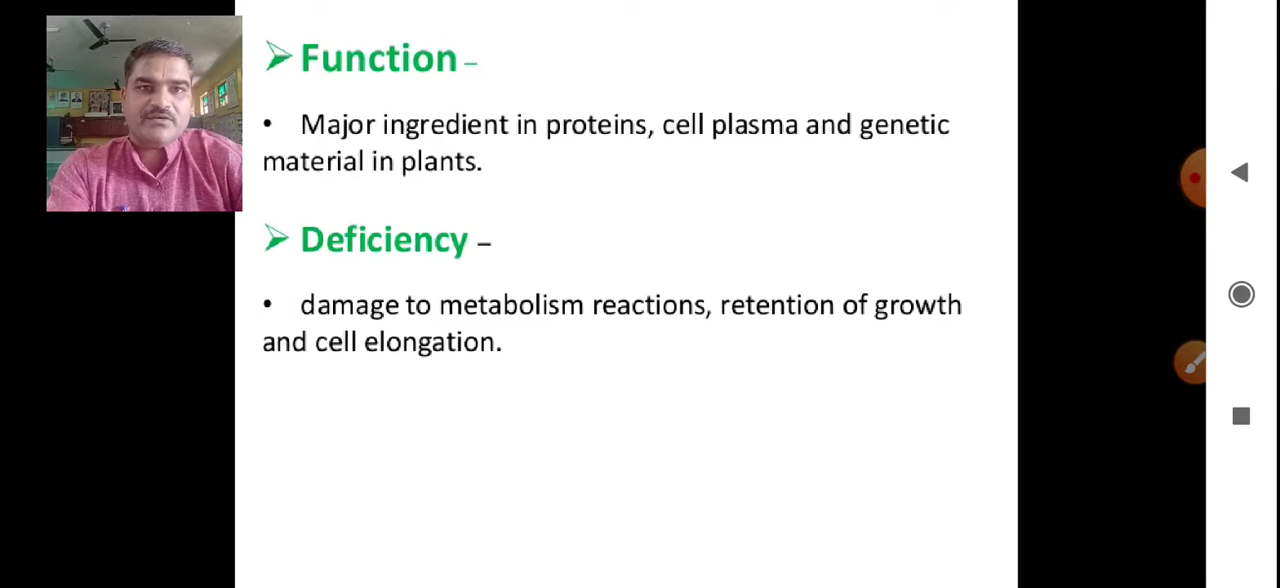 Function –
• Major ingredient in proteins, cell plasma and genetic
material in plants.
Deficiency –
• damage to metabolism reactions, retention of growth
and cell elongation.